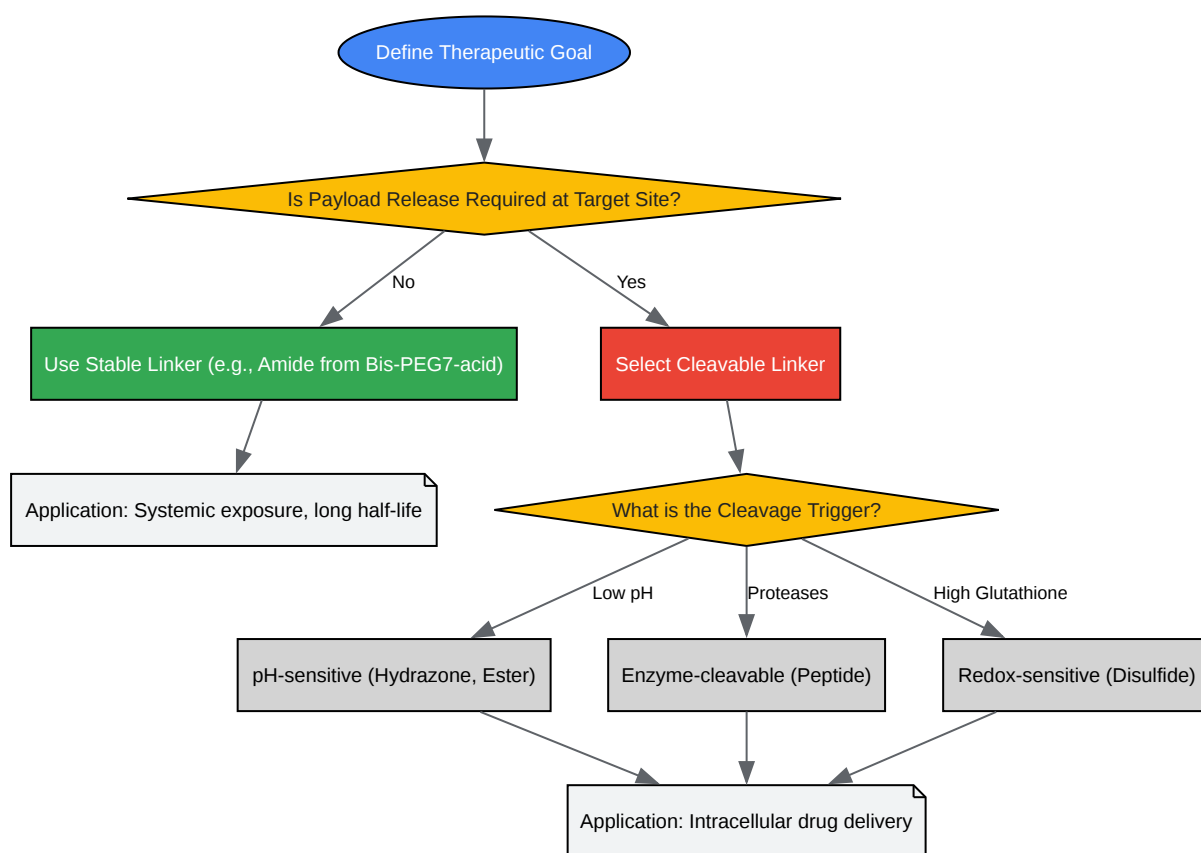 Define Therapeutic Goal
Is Payload Release Required at Target Site?
No
Yes
Use Stable Linker (e.g., Amide from Bis-PEG7-acid)
Select Cleavable Linker
Application: Systemic exposure, long half-life
What is the Cleavage Trigger?
Low pH
Proteases
High Glutathione
pH-sensitive (Hydrazone, Ester)
Enzyme-cleavable (Peptide)
Redox-sensitive (Disulfide)
Application: Intracellular drug delivery